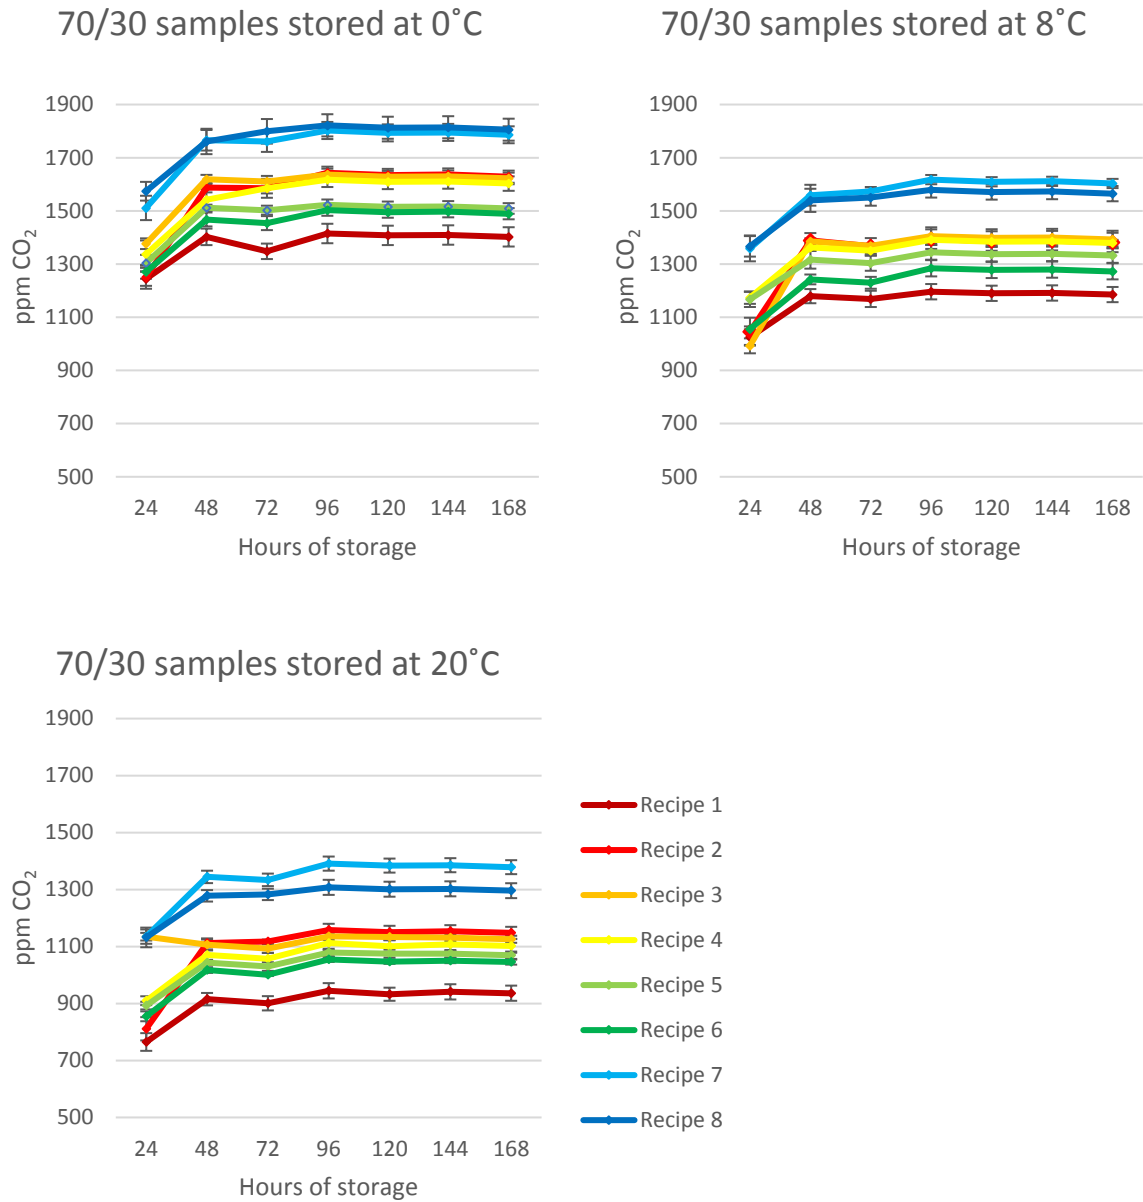 70/30 samples stored at 0˚C
1900
1700
1500
1300
1100
900
700
500
ppm CO₂
24 48 72 96 120 144 168
Hours of storage
70/30 samples stored at 8˚C
1900
1700
1500
1300
1100
900
700
500
ppm CO₂
24 48 72 96 120 144 168
Hours of storage
70/30 samples stored at 20˚C
1900
1700
1500
1300
1100
900
700
500
ppm CO₂
24 48 72 96 120 144 168
Hours of storage
Recipe 1
Recipe 2
Recipe 3
Recipe 4
Recipe 5
Recipe 6
Recipe 7
Recipe 8